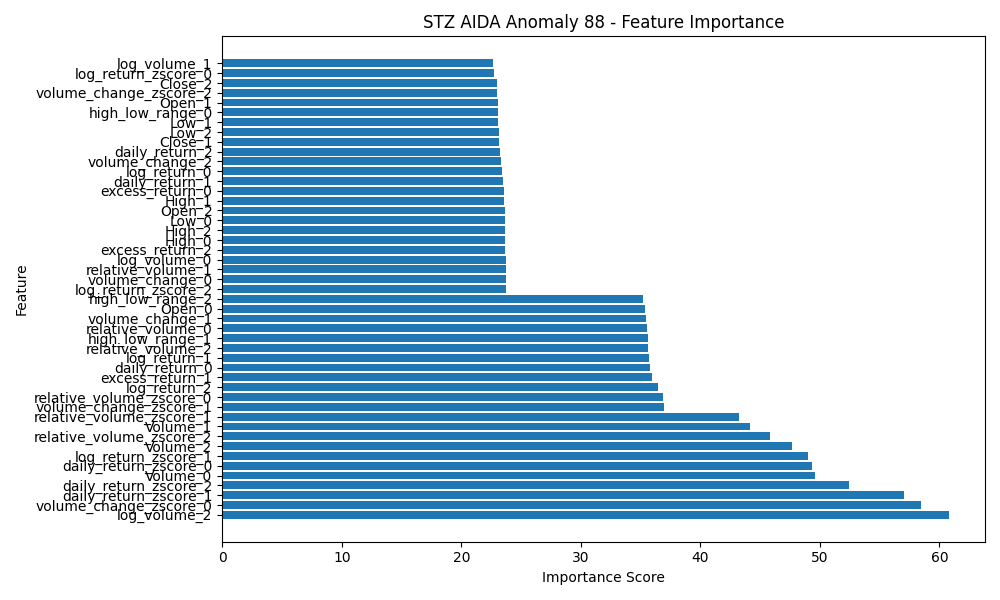 STZ AIDA Anomaly 88 - Feature Importance
log_volume_1
log_return_zscore_0
Close_2
volume_change_zscore_2
Open_1
high_low_range_0
Low_1
Low_2
Close_1
daily_return_2
volume_change_2
log_return_0
daily_return_1
excess_return_0
High_1
Open_2
Low_0
High_2
High_0
excess_return_2
log_volume_0
relative_volume_1
volume_change_0
log_return_zscore_2
high_low_range_2
Open_0
volume_change_1
relative_volume_0
high_low_range_1
relative_volume_2
log_return_1
daily_return_0
excess_return_1
log_return_2
relative_volume_zscore_0
volume_change_zscore_1
relative_volume_zscore_1
Volume_1
relative_volume_zscore_2
Volume_2
log_return_zscore_1
daily_return_zscore_0
Volume_0
daily_return_zscore_2
daily_return_zscore_1
volume_change_zscore_0
log_volume_2
Feature
0 10 20 30 40 50 60
Importance Score